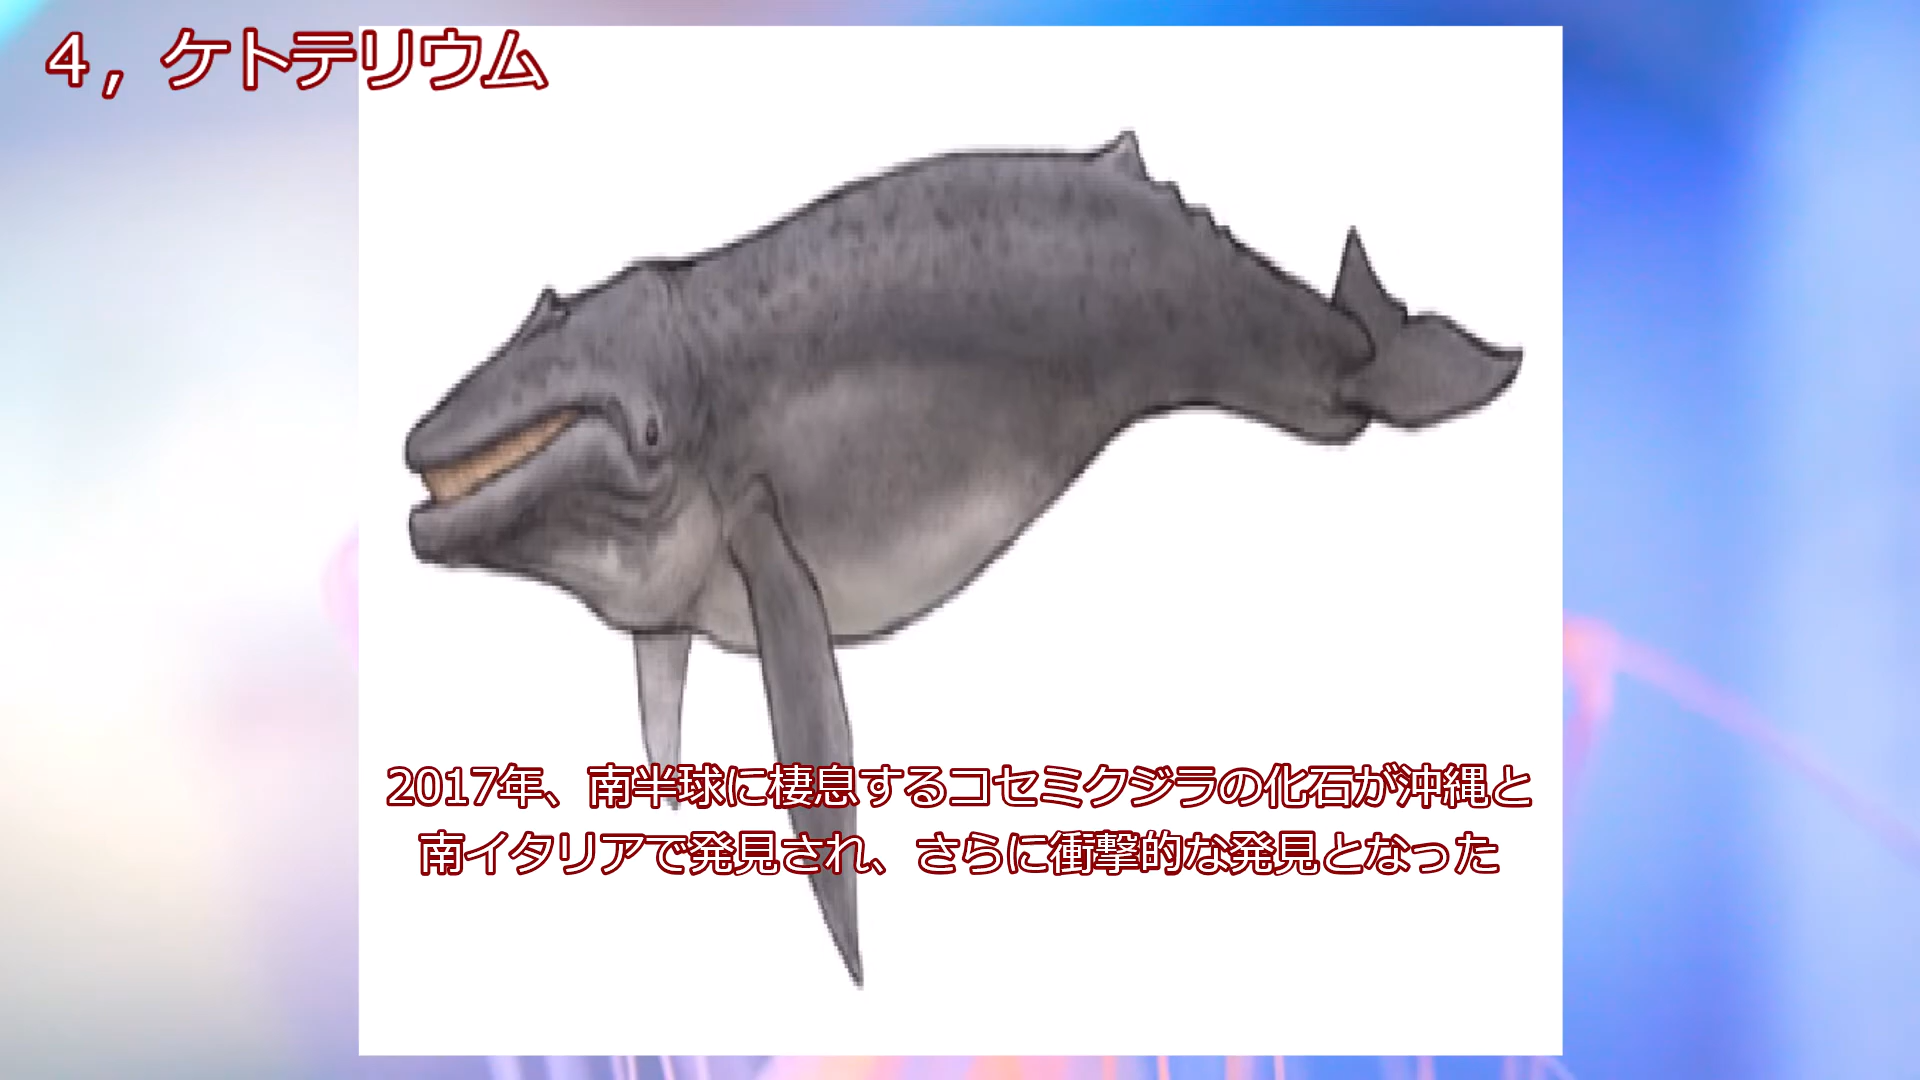 ４，ケトテリウム
2017年、南半球に棲息するコセミクジラの化石が沖縄と
南イタリアで発見され、さらに衝撃的な発見となった